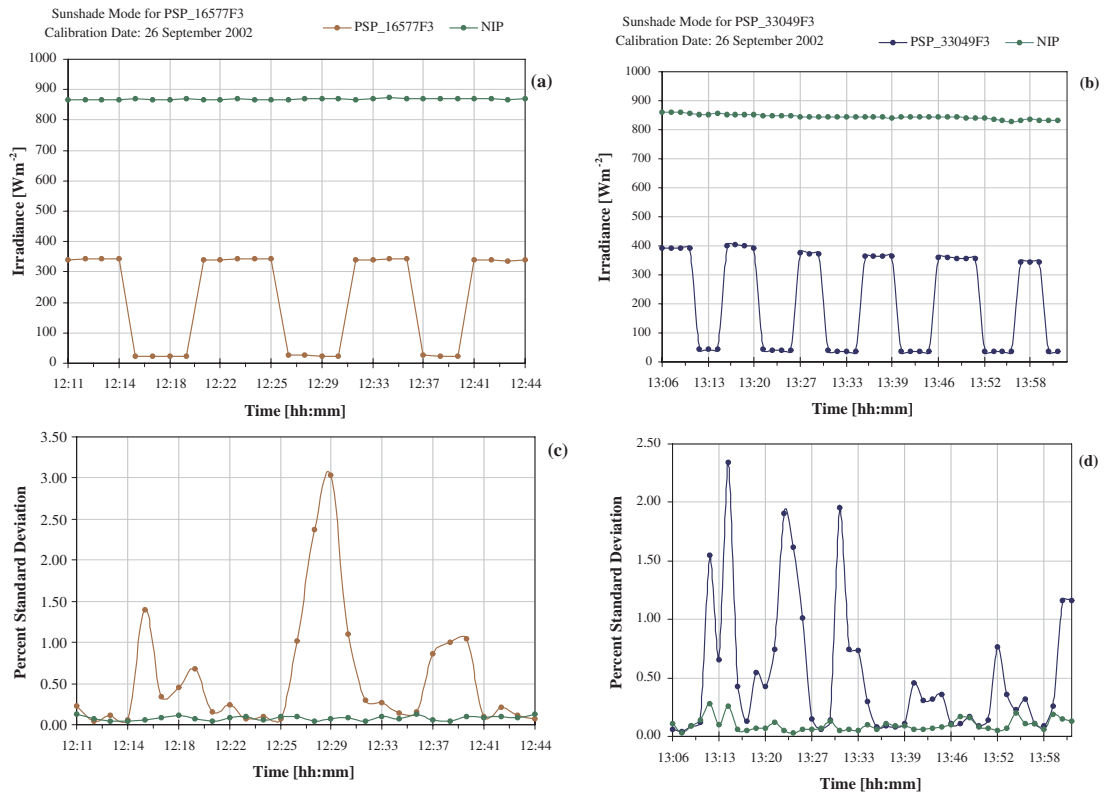 Sunshade Mode for PSP_16577F3
Calibration Date: 26 September 2002
PSP_16577F3 NIP
(a)
1000
900
800
700
600
500
400
300
200
100
0
Irradiance [Wm-2]
12:11 12:14 12:18 12:22 12:25 12:29 12:33 12:37 12:41 12:44
Time [hh:mm]
Sunshade Mode for PSP_33049F3
Calibration Date: 26 September 2002
PSP_33049F3 NIP
(b)
1000
900
800
700
600
500
400
300
200
100
0
Irradiance [Wm-2]
13:06 13:13 13:20 13:27 13:33 13:39 13:46 13:52 13:58
Time [hh:mm]
(c)
3.50
3.00
2.50
2.00
1.50
1.00
0.50
0.00
Percent Standard Deviation
12:11 12:14 12:18 12:22 12:25 12:29 12:33 12:37 12:41 12:44
Time [hh:mm]
(d)
2.50
2.00
1.50
1.00
0.50
0.00
Percent Standard Deviation
13:06 13:13 13:20 13:27 13:33 13:39 13:46 13:52 13:58
Time [hh:mm]